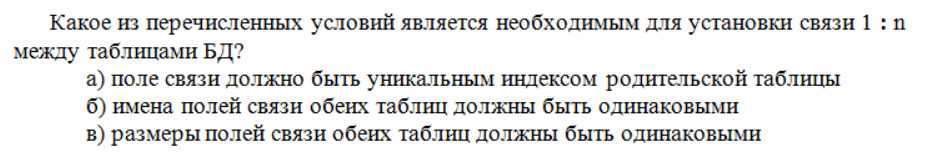 Какое из перечисленных условий является необходимым для установки связи 1 : n
между таблицами БД?
а) поле связи должно быть уникальным индексом родительской таблицы
б) имена полей связи обеих таблиц должны быть одинаковыми
в) размеры полей связи обеих таблиц должны быть одинаковыми